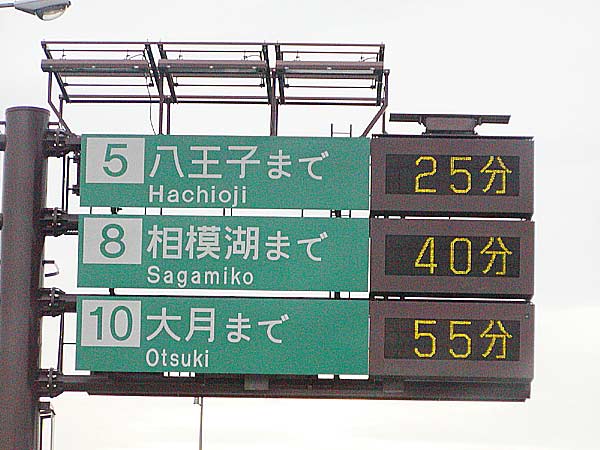 5 八王子まで 25分
Hachioji
8 相模湖まで 40分
Sagamiko
10 大月まで 55分
Otsuki